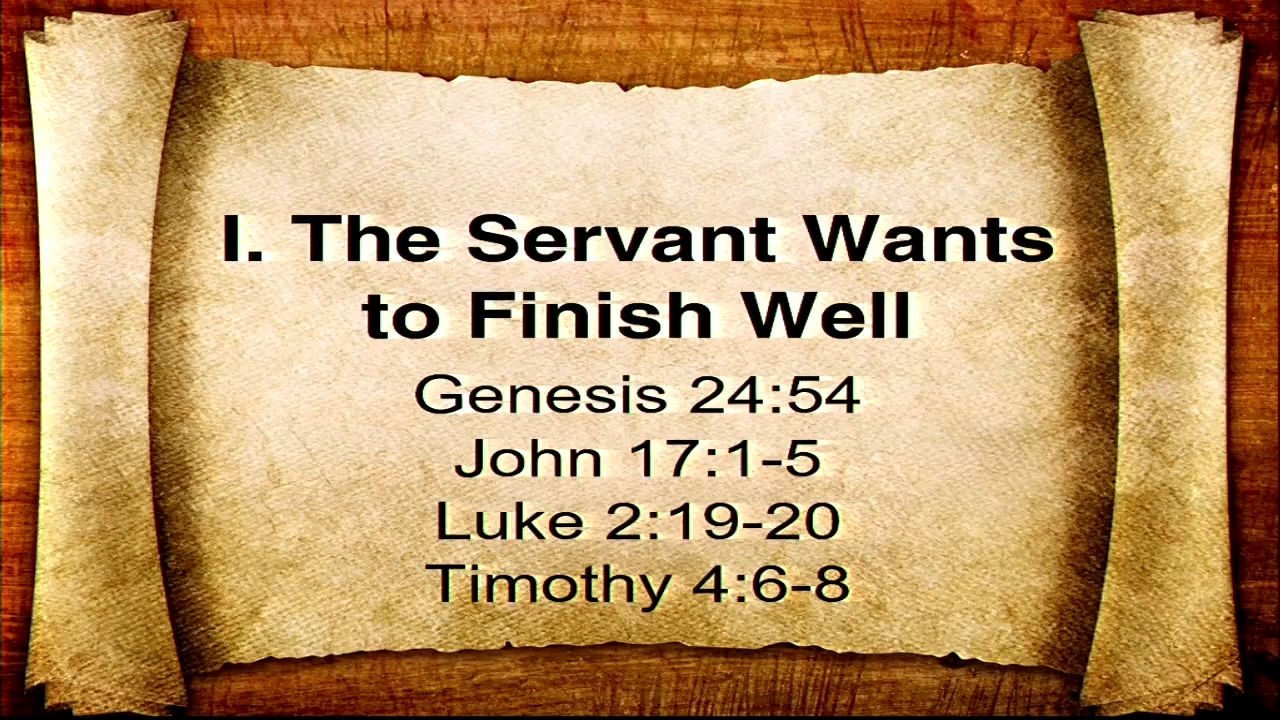 I. The Servant Wants
to Finish Well
Genesis 24:54
John 17:1-5
Luke 2:19-20
Timothy 4:6-8